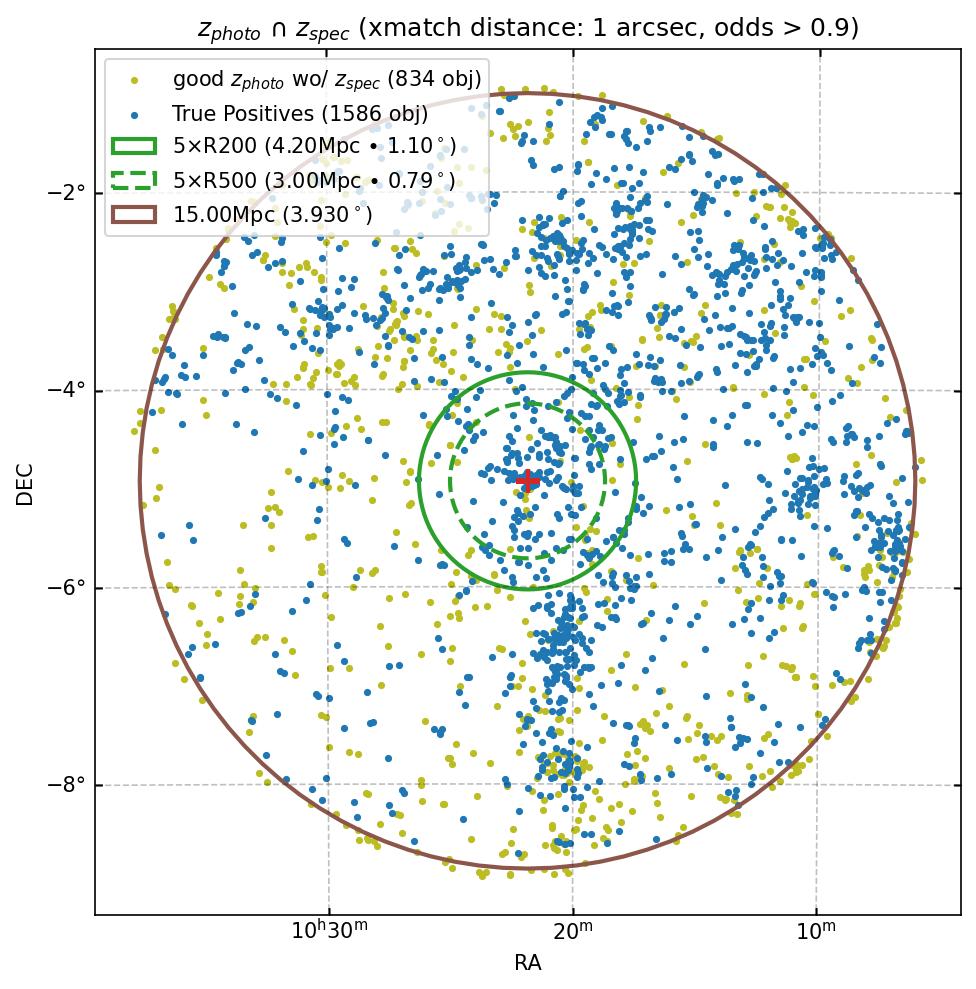 z_photo ∩ z_spec (xmatch distance: 1 arcsec, odds > 0.9)
good z_photo wo/ z_spec (834 obj)
True Positives (1586 obj)
5×R200 (4.20Mpc • 1.10°)
5×R500 (3.00Mpc • 0.79°)
15.00Mpc (3.930°)
−2°
−4°
DEC
−6°
−8°
10ʰ30ᵐ 20ᵐ 10ᵐ
RA